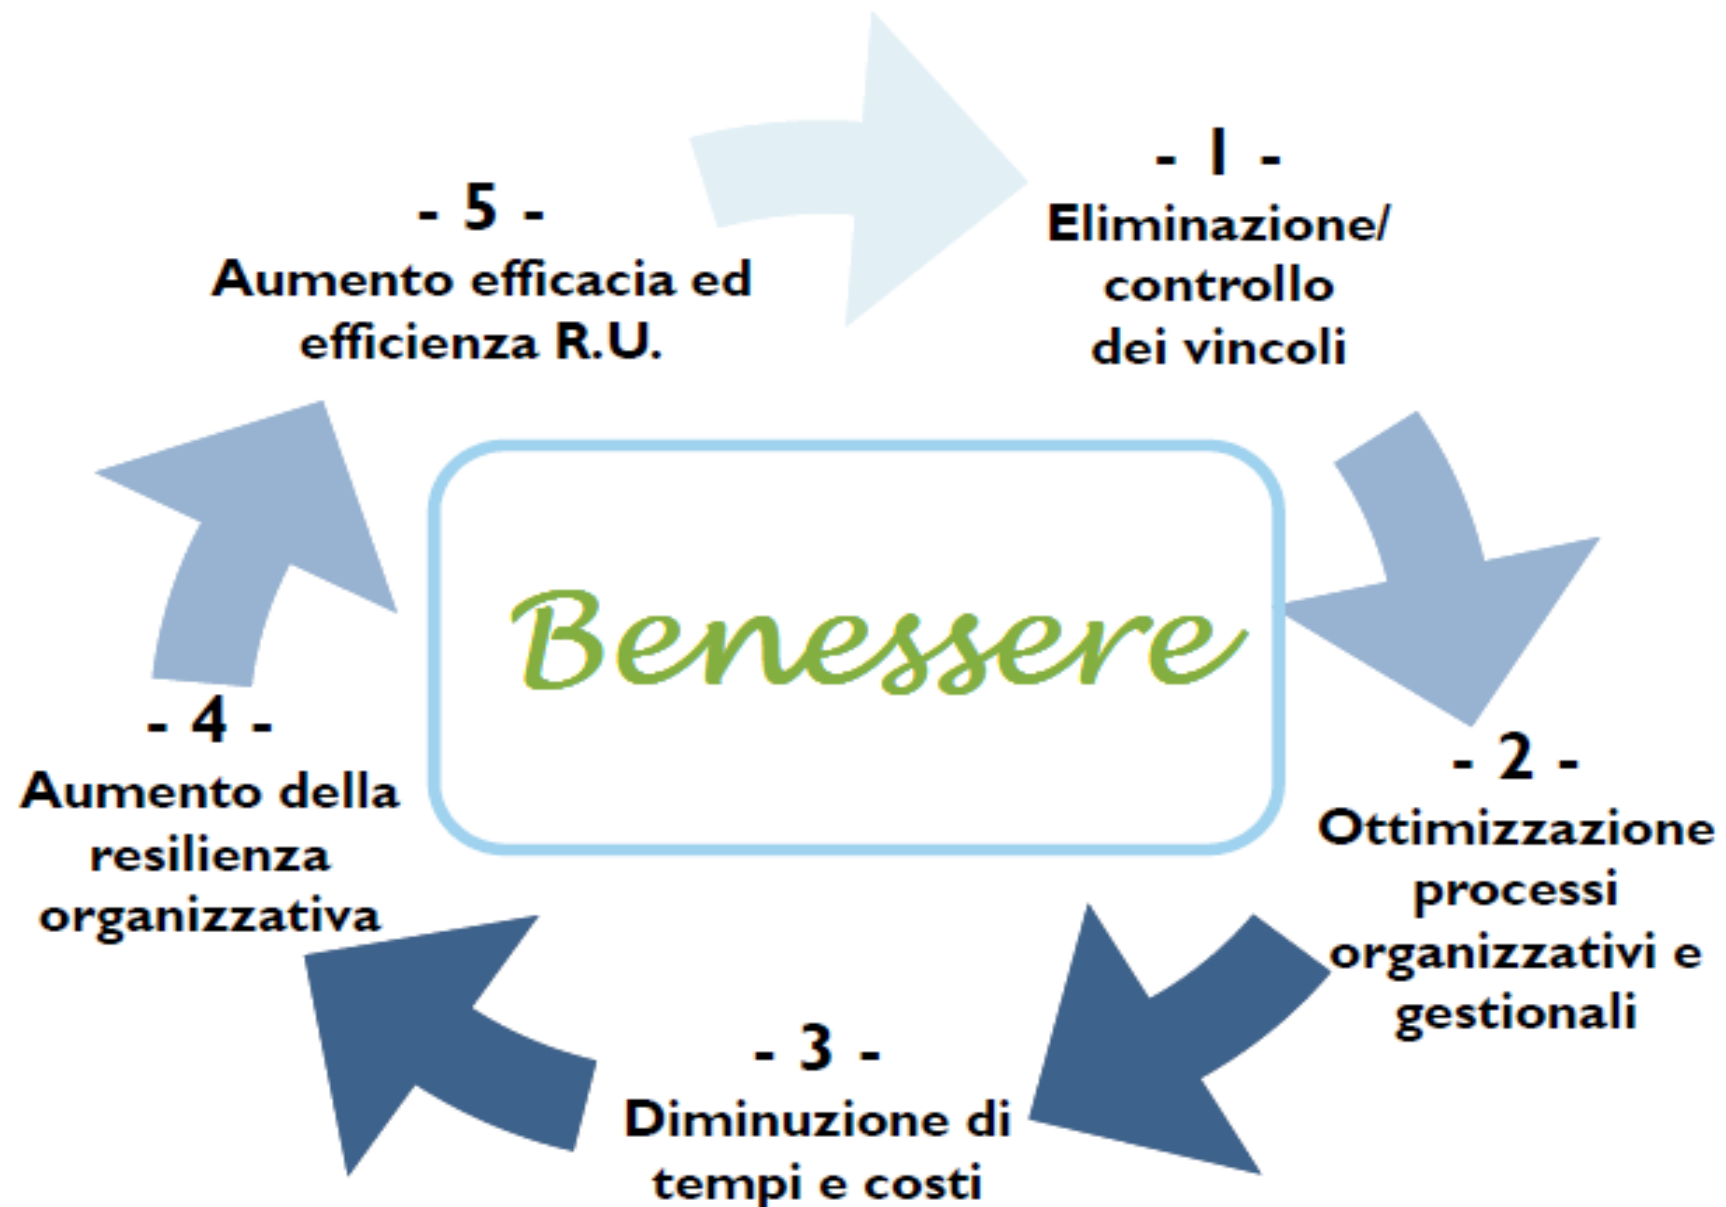 - 1 -
Eliminazione/
controllo
dei vincoli
- 2 -
Ottimizzazione
processi
organizzativi e
gestionali
- 3 -
Diminuzione di
tempi e costi
- 4 -
Aumento della
resilienza
organizzativa
- 5 -
Aumento efficacia ed
efficienza R.U.
Benessere